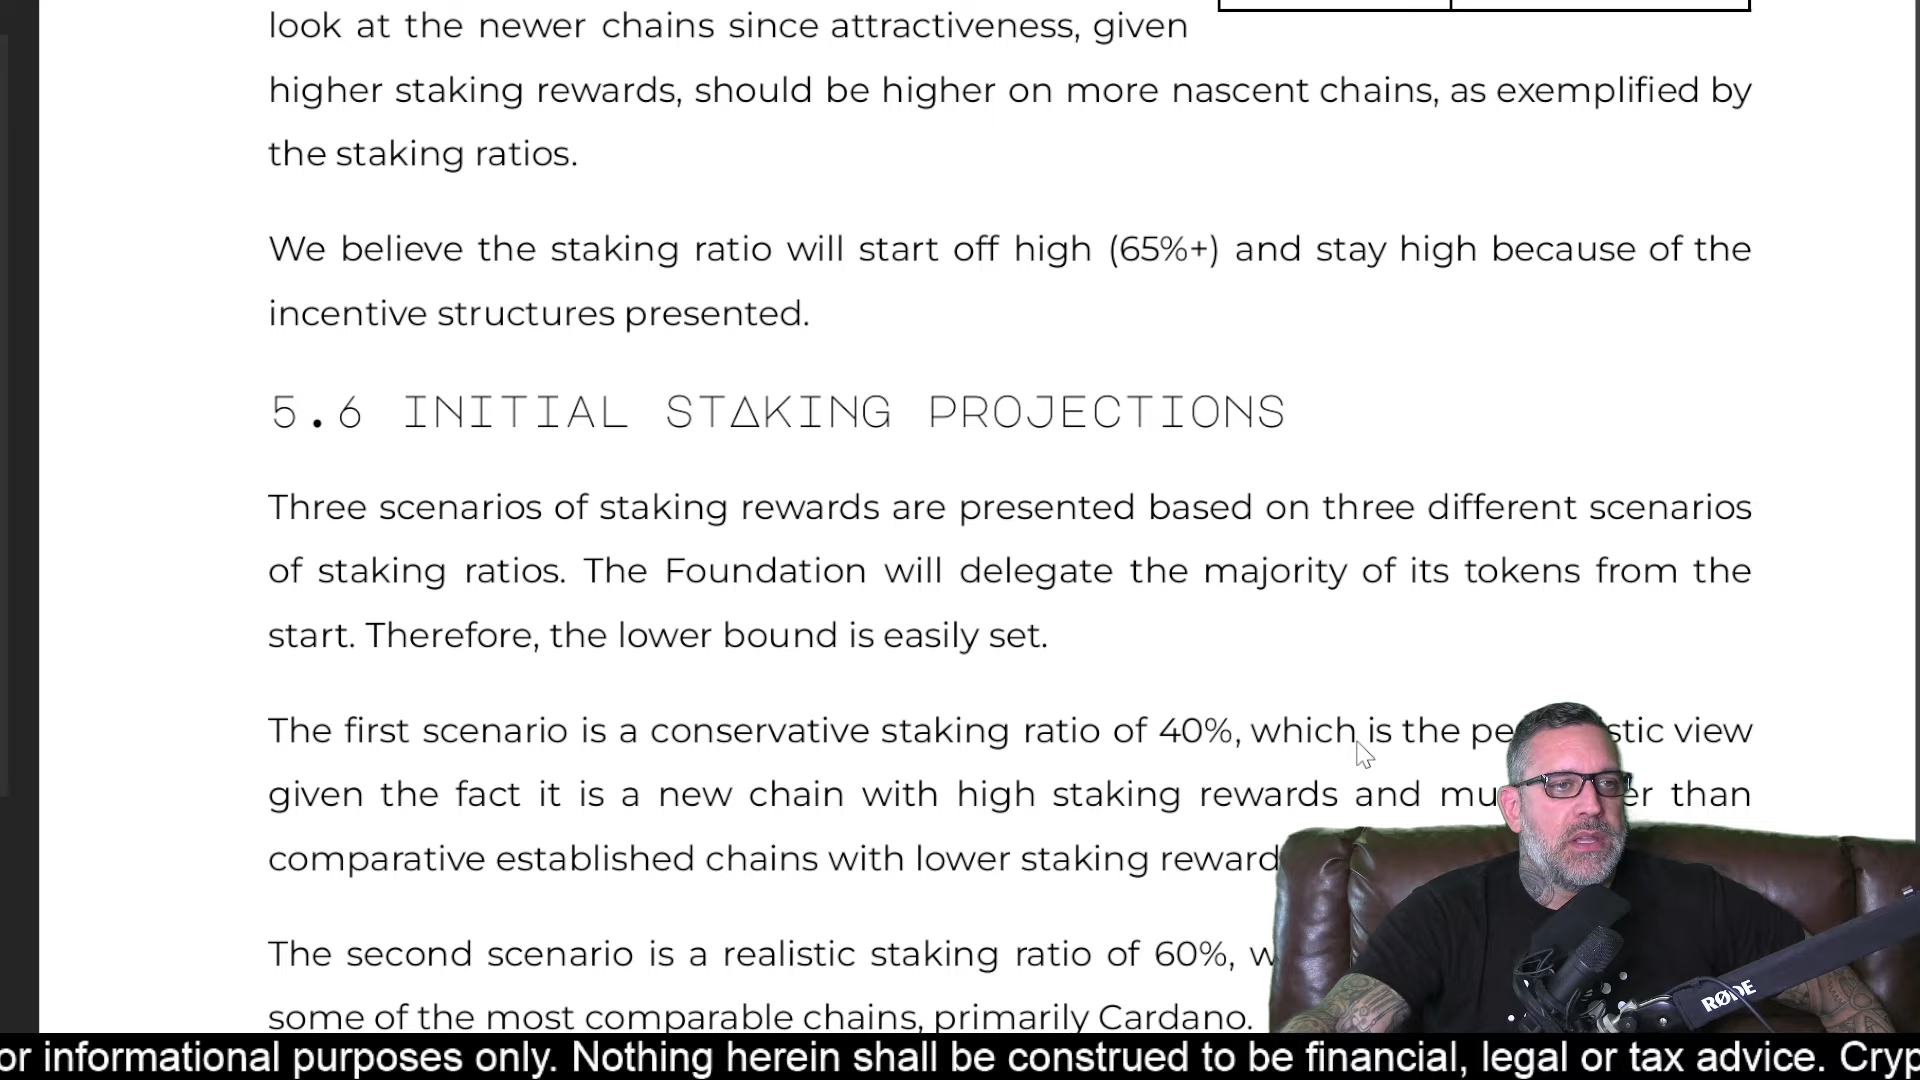 look at the newer chains since attractiveness, given
higher staking rewards, should be higher on more nascent chains, as exemplified by
the staking ratios.
We believe the staking ratio will start off high (65%+) and stay high because of the
incentive structures presented.
5.6 INITIAL STAKING PROJECTIONS
Three scenarios of staking rewards are presented based on three different scenarios
of staking ratios. The Foundation will delegate the majority of its tokens from the
start. Therefore, the lower bound is easily set.
The first scenario is a conservative staking ratio of 40%, which is the view
given the fact it is a new chain with high staking rewards and than
comparative established chains with lower staking
The second scenario is a realistic staking ratio of 60%,
some of the most comparable chains, primarily Cardano.
RØDE
or informational purposes only. Nothing herein shall be construed to be financial, legal or tax advice. Cryp